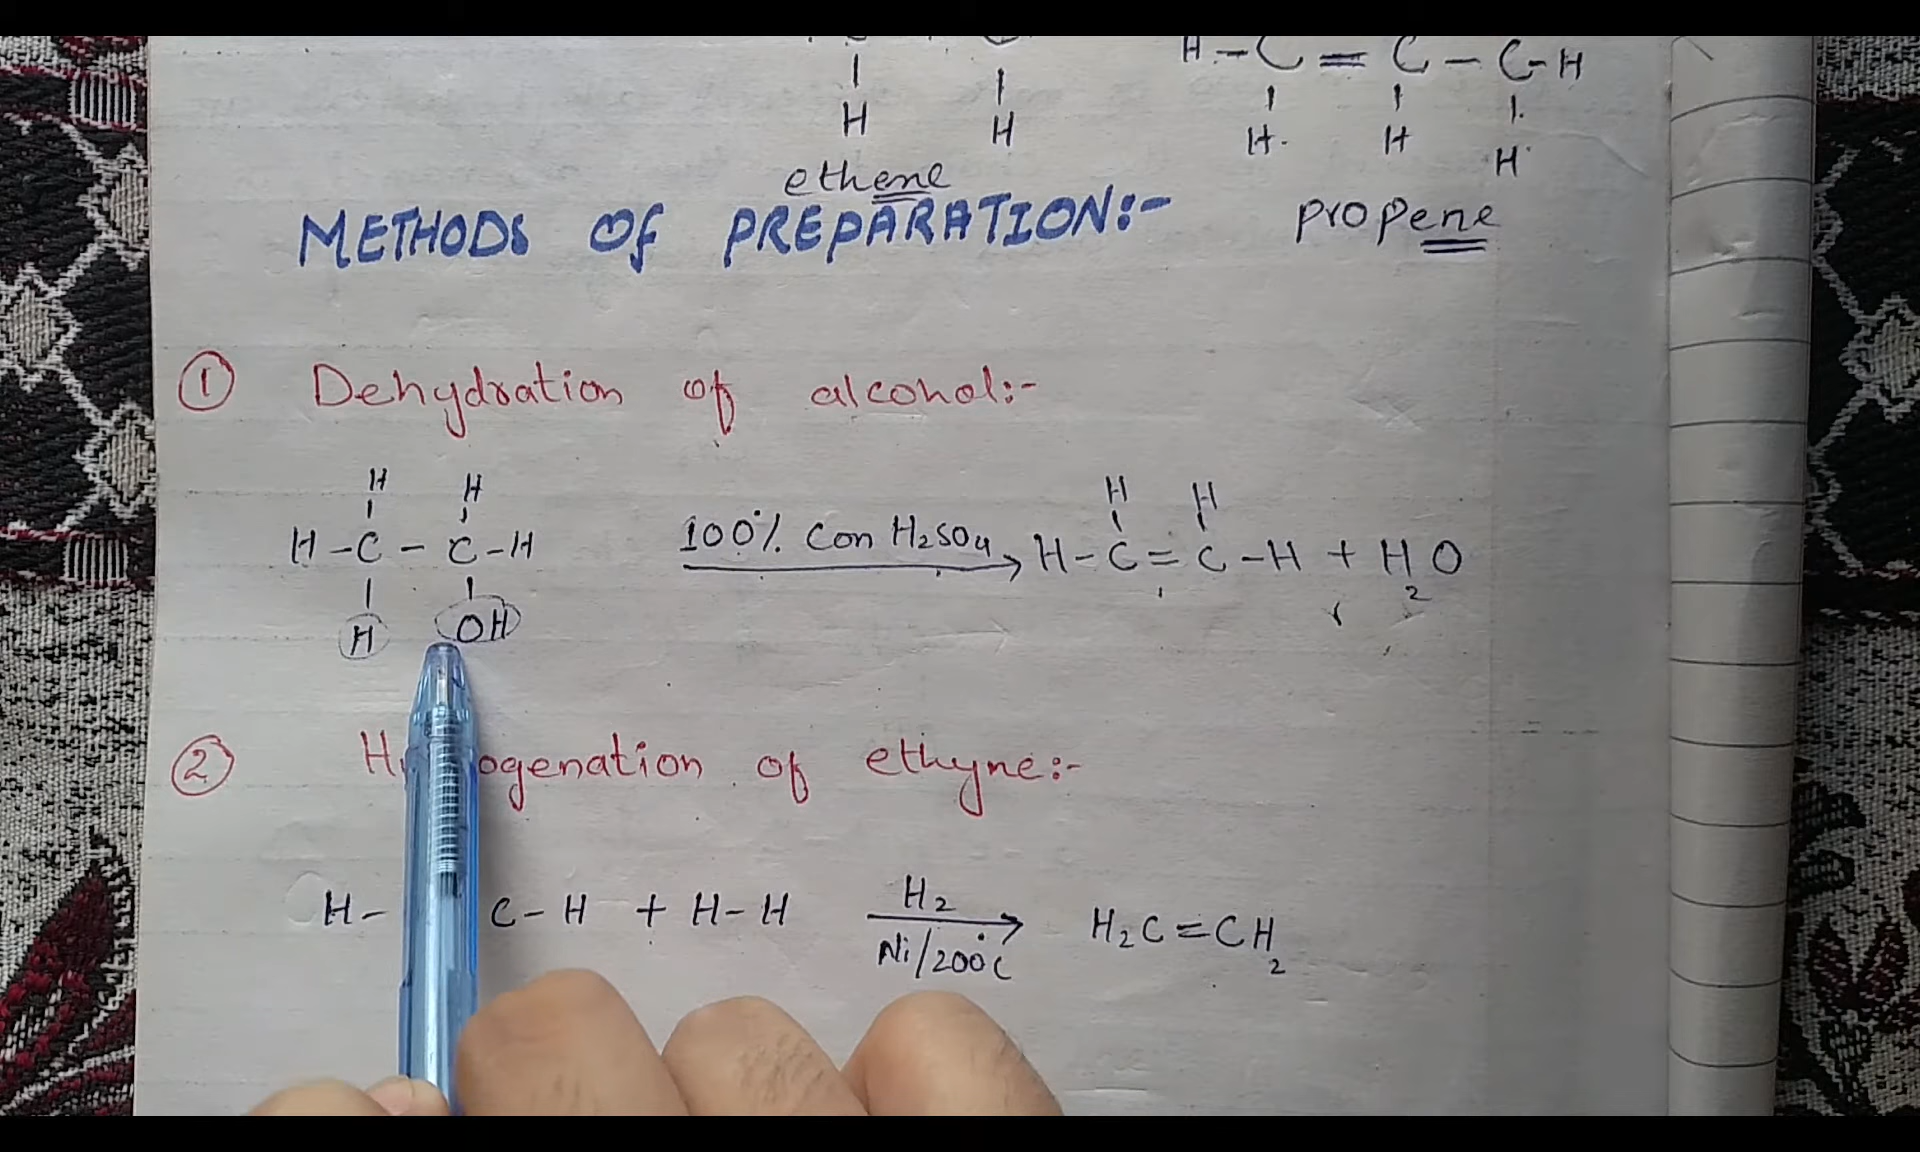 H-C=C-C-H
H H H H H
ethene
METHODS OF PREPARATION:-
propene
① Dehydration of alcohol:-
H H H H
H-C-C-H 100% Con H₂SO₄ H-C=C-H + H₂O
H OH
② of ethyne:-
H- C-H + H-H H₂ H₂C=CH₂
Ni/200°C